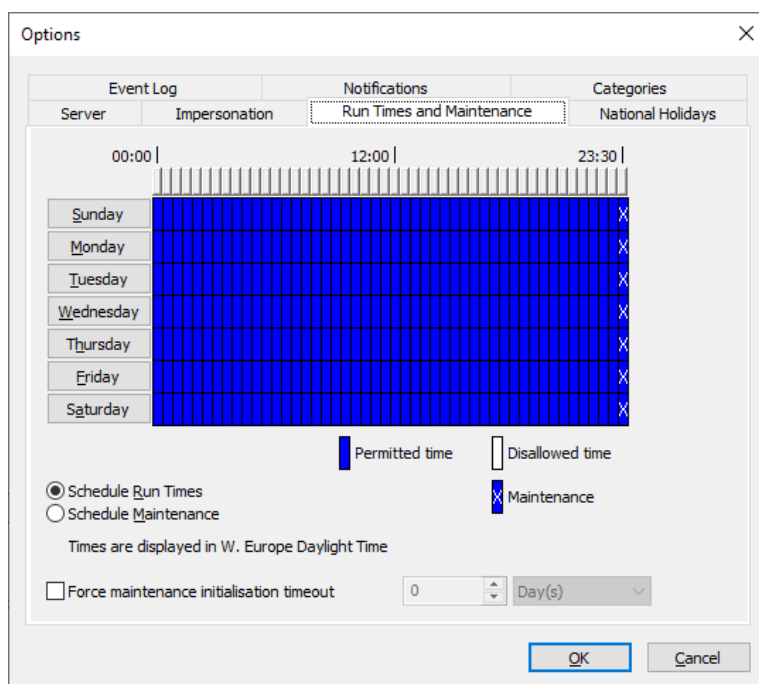 Options
Event Log Notifications Categories
Server Impersonation Run Times and Maintenance National Holidays
00:00 12:00 23:30
Sunday X
Monday X
Tuesday X
Wednesday X
Thursday X
Friday X
Saturday X
Permitted time Disallowed time
Schedule Run Times X Maintenance
Schedule Maintenance
Times are displayed in W. Europe Daylight Time
Force maintenance initialisation timeout 0 Day(s)
OK Cancel